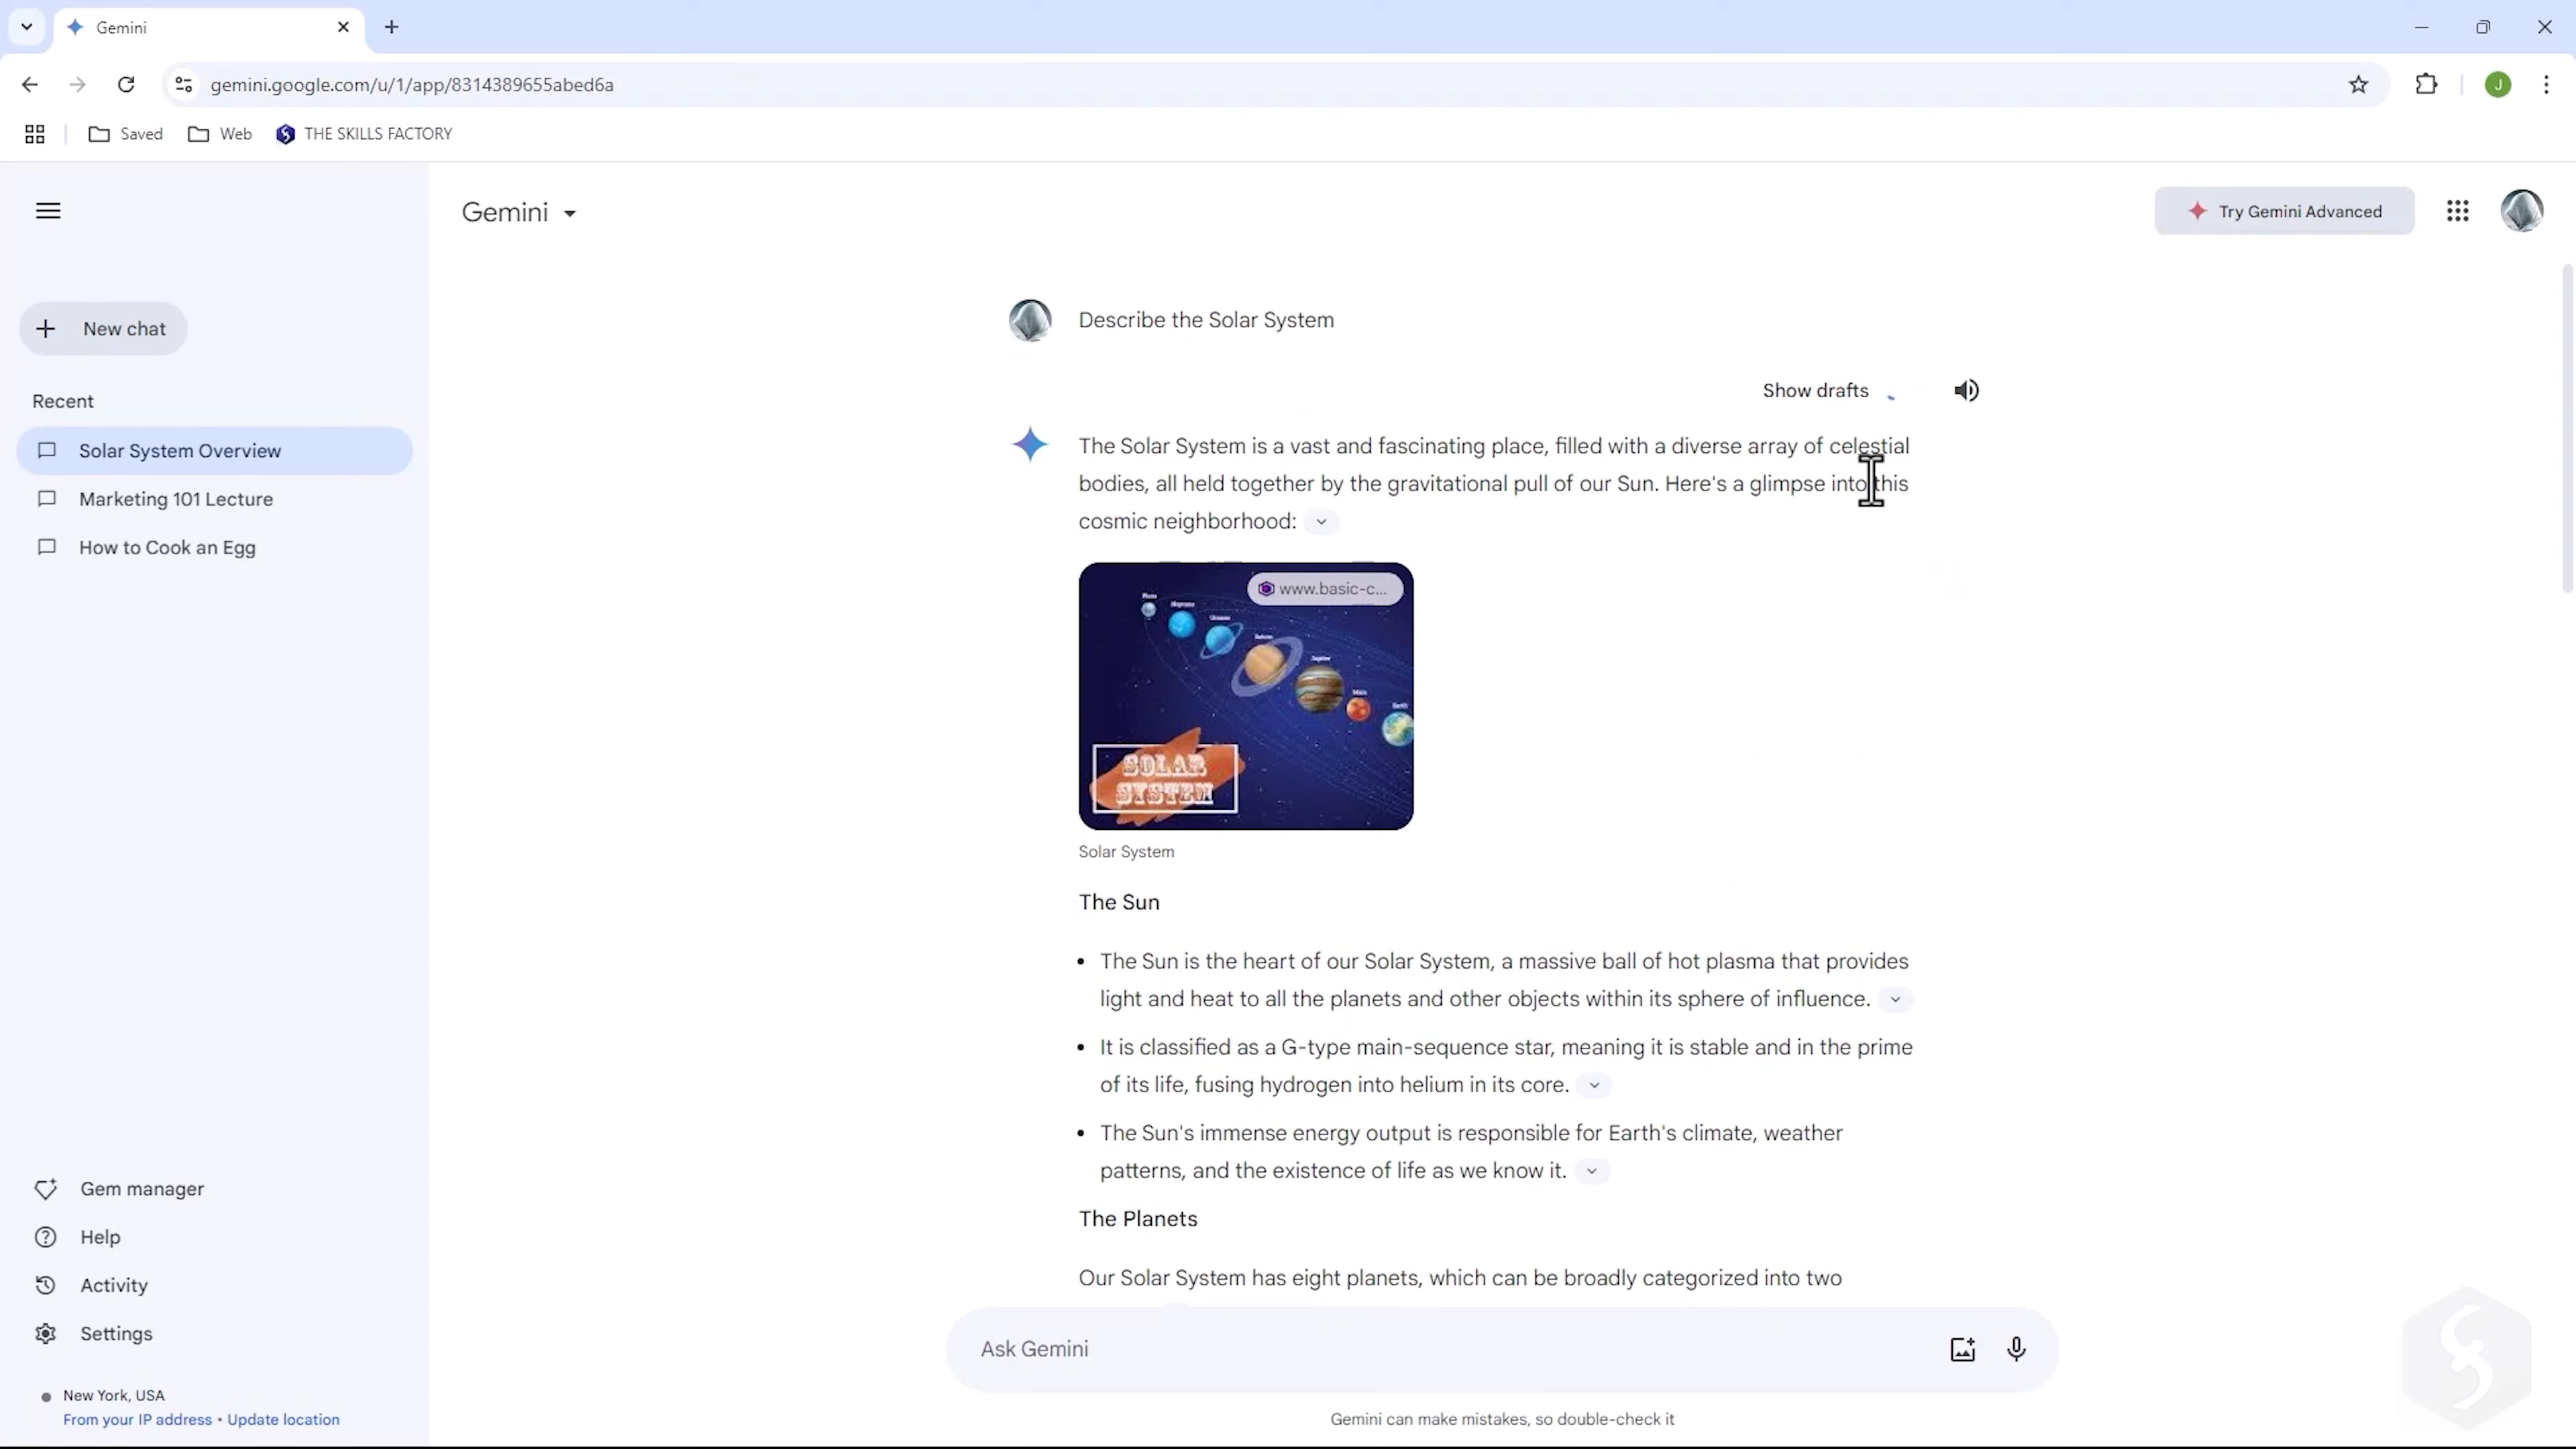 Gemini
gemini.google.com/u/1/app/8314389655abed6a
J
Saved
Web
THE SKILLS FACTORY
Gemini
Try Gemini Advanced
New chat
Recent
Solar System Overview
Marketing 101 Lecture
How to Cook an Egg
Describe the Solar System
Show drafts
The Solar System is a vast and fascinating place, filled with a diverse array of celestial
bodies, all held together by the gravitational pull of our Sun. Here's a glimpse into this
cosmic neighborhood:
www.basic-c...
Neptune
Uranus
Saturn
Jupiter
Mars
Earth
SOLAR
SYSTEM
Solar System
The Sun
• The Sun is the heart of our Solar System, a massive ball of hot plasma that provides
light and heat to all the planets and other objects within its sphere of influence.
• It is classified as a G-type main-sequence star, meaning it is stable and in the prime
of its life, fusing hydrogen into helium in its core.
• The Sun's immense energy output is responsible for Earth's climate, weather
patterns, and the existence of life as we know it.
The Planets
Our Solar System has eight planets, which can be broadly categorized into two
Gem manager
Help
Activity
Settings
New York, USA
From your IP address • Update location
Ask Gemini
Gemini can make mistakes, so double-check it